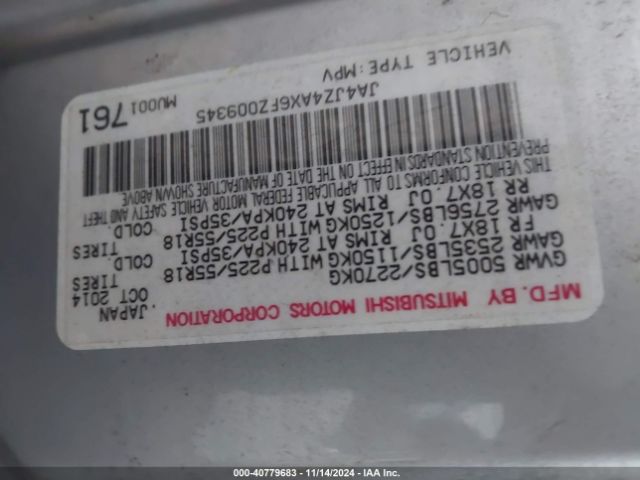 MFD. BY MITSUBISHI MOTORS CORPORATION
JAPAN
GVWR 5005LBS/2270KG OCT 2014
GAWR 2535LBS/1150KG WITH P225/55R18 TIRES
FR 18X7.0J RIMS AT 240KPA/35PSI COLD
GAWR 2756LBS/1250KG WITH P225/55R18 TIRES
RR 18X7.0J RIMS AT 240KPA/35PSI COLD
THIS VEHICLE CONFORMS TO ALL APPLICABLE FEDERAL MOTOR VEHICLE SAFETY AND THEFT
PREVENTION STANDARDS IN EFFECT ON THE DATE OF MANUFACTURE SHOWN ABOVE
JA4JZ4AX6FZ009345
VEHICLE TYPE:MPV
MU001 761
000-40779683 - 11/14/2024 - IAA Inc.